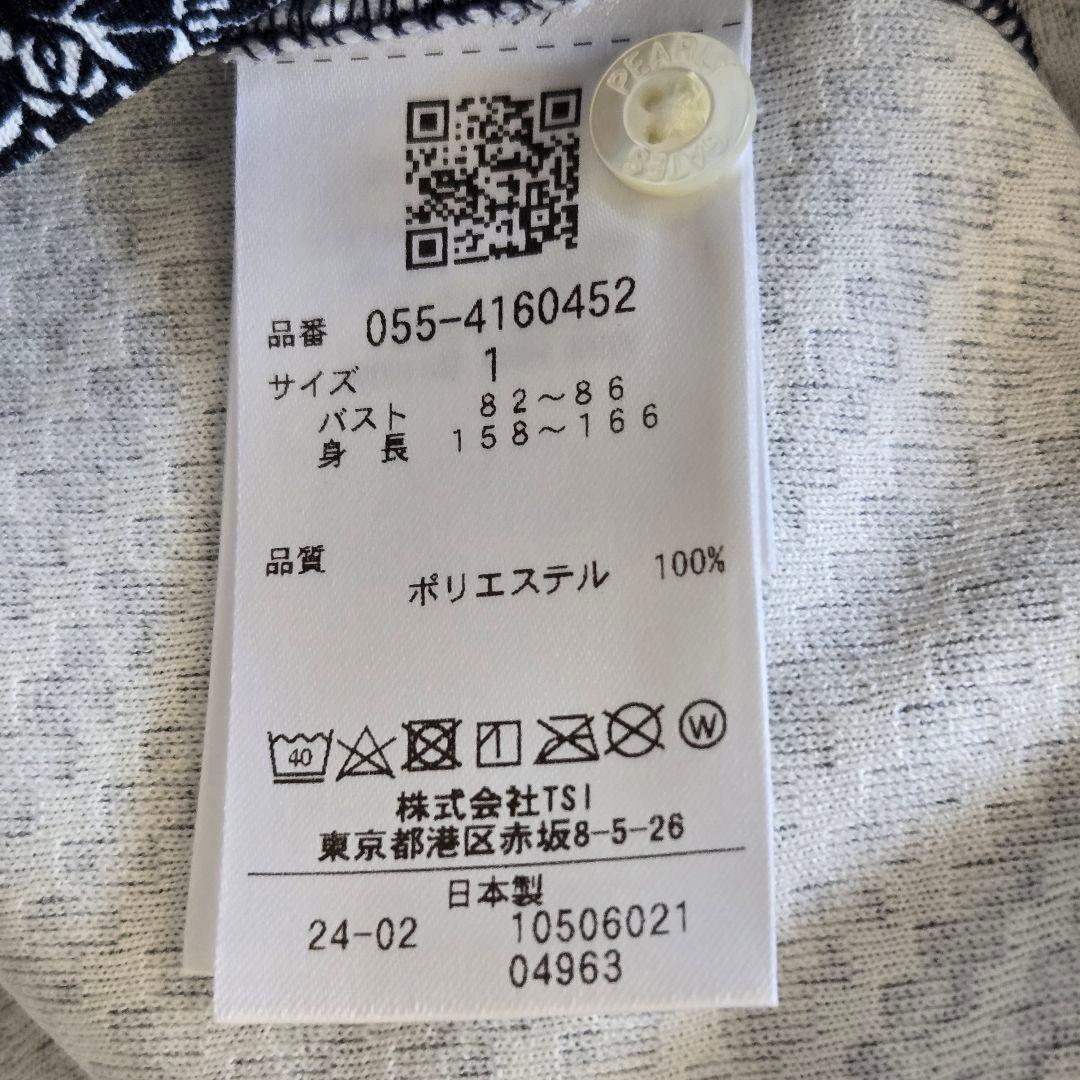 PEARLY GATES
品番 055-4160452
サイズ 1
バスト 82～86
身長 158～166
品質
ポリエステル 100%
40
W
株式会社TSI
東京都港区赤坂8-5-26
日本製
24-02 10506021
04963